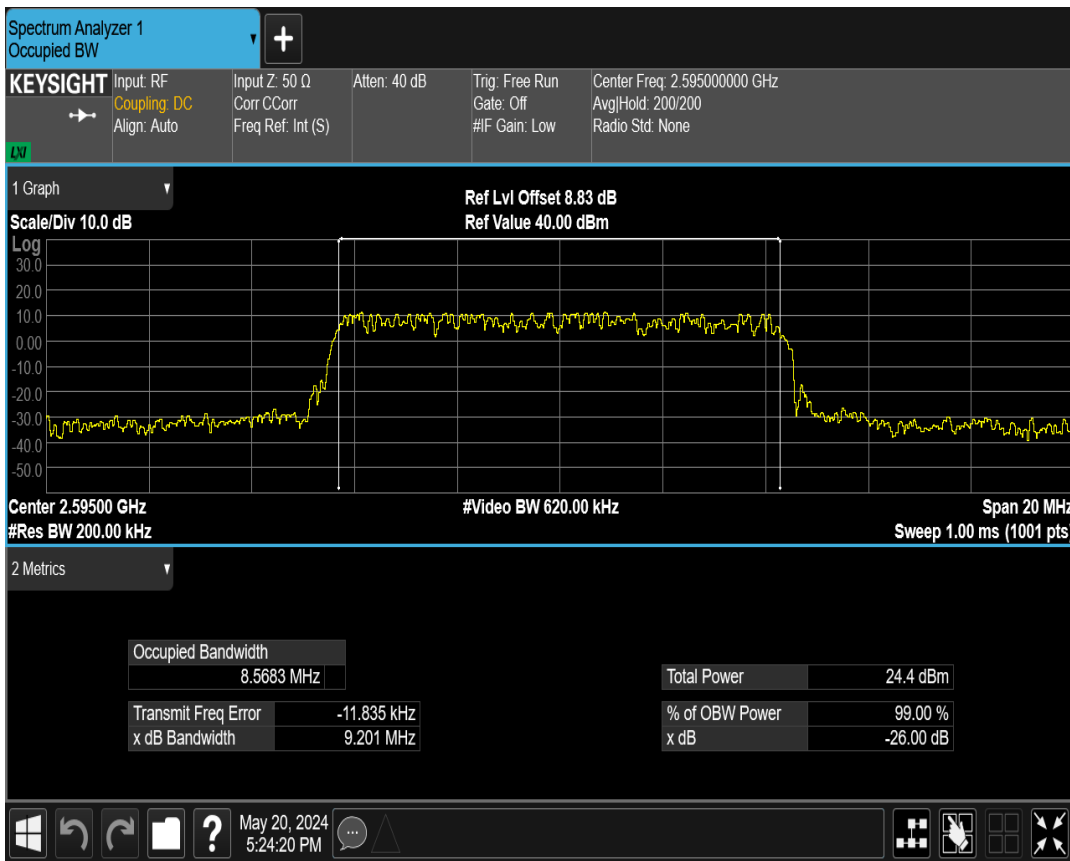 Spectrum Analyzer 1
Occupied BW
KEYSIGHT
Input: RF
Coupling: DC
Align: Auto
Input Z: 50 Ω
Corr CCorr
Freq Ref: Int (S)
Atten: 40 dB
Trig: Free Run
Gate: Off
#IF Gain: Low
Center Freq: 2.595000000 GHz
Avg|Hold: 200/200
Radio Std: None
LXI
1 Graph
Scale/Div 10.0 dB
Ref Lvl Offset 8.83 dB
Ref Value 40.00 dBm
Log
30.0
20.0
10.0
0.00
-10.0
-20.0
-30.0
-40.0
-50.0
Center 2.59500 GHz
#Res BW 200.00 kHz
#Video BW 620.00 kHz
Span 20 MHz
Sweep 1.00 ms (1001 pts)
2 Metrics
Occupied Bandwidth
8.5683 MHz
Transmit Freq Error -11.835 kHz
x dB Bandwidth 9.201 MHz
Total Power 24.4 dBm
% of OBW Power 99.00 %
x dB -26.00 dB
?
May 20, 2024
5:24:20 PM